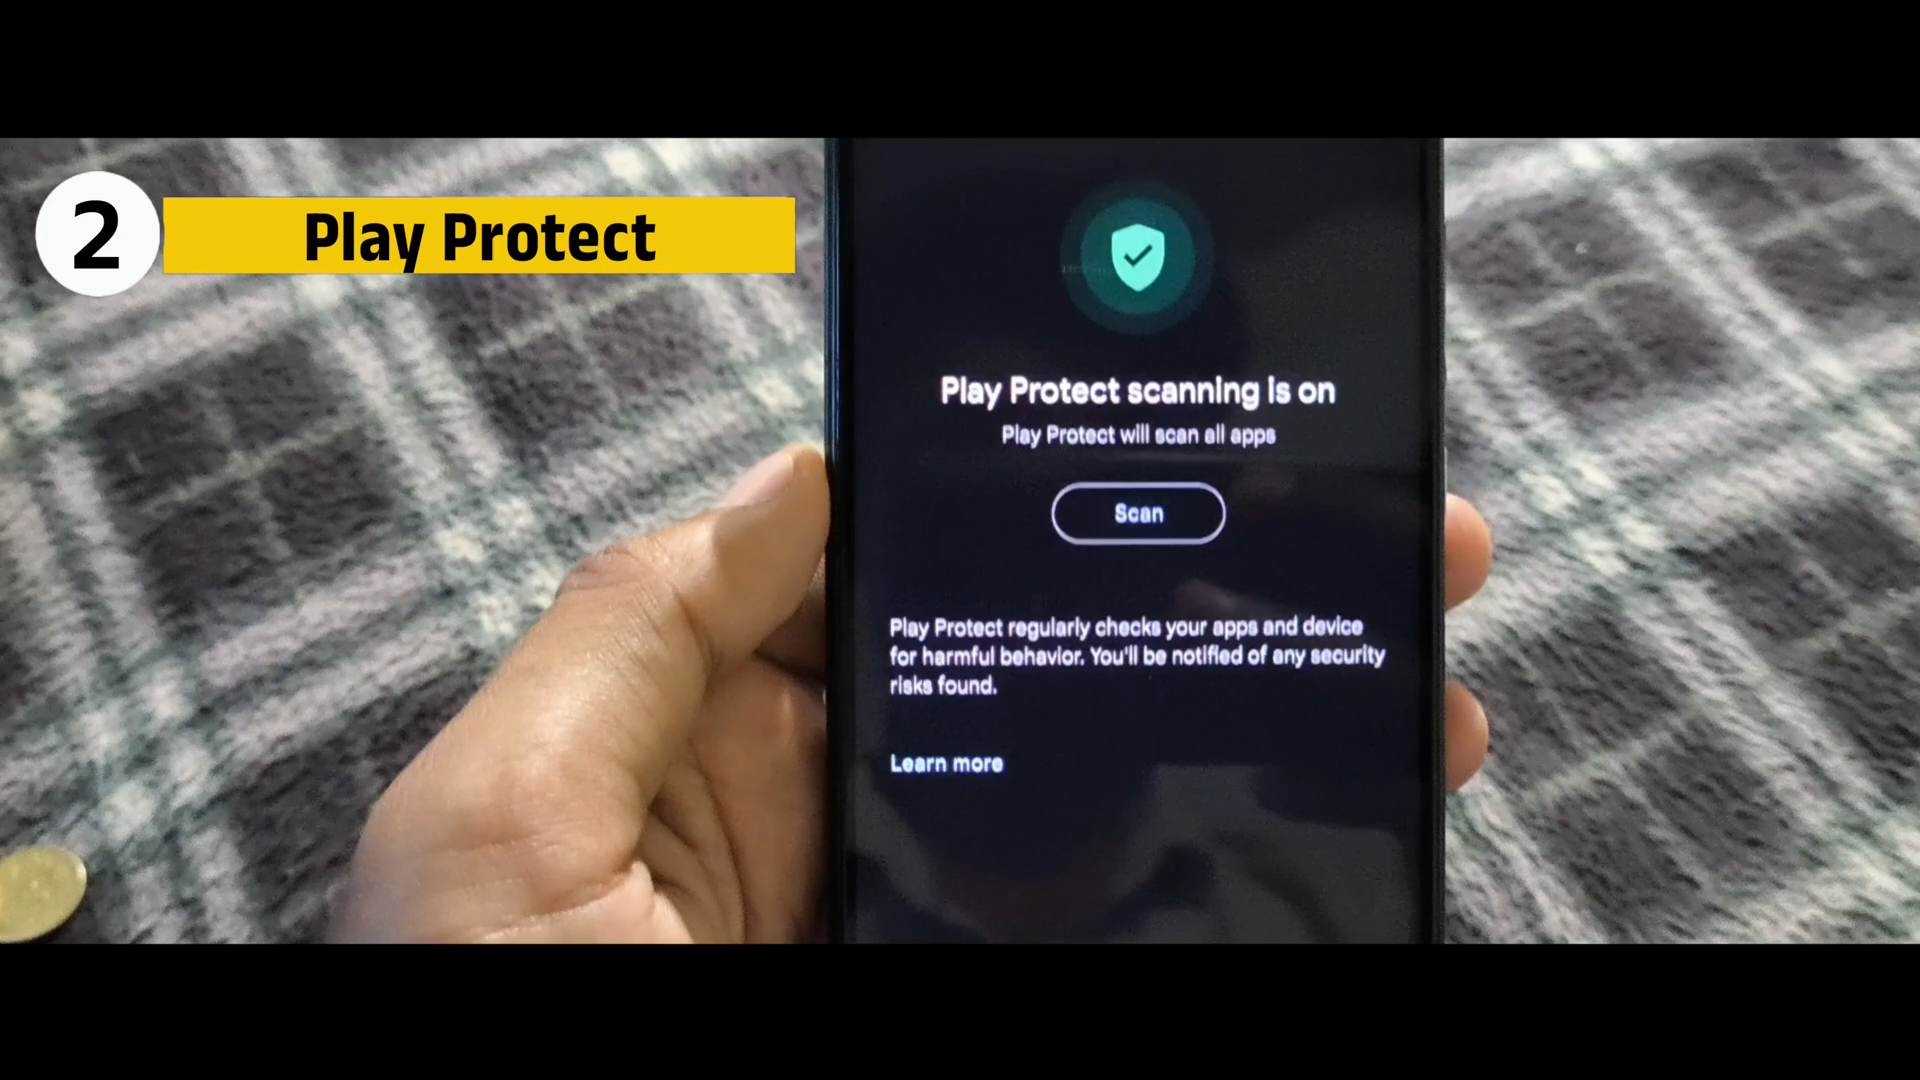 2
Play Protect
Play Protect scanning is on
Play Protect will scan all apps
Scan
Play Protect regularly checks your apps and device
for harmful behavior. You'll be notified of any security
risks found.
Learn more